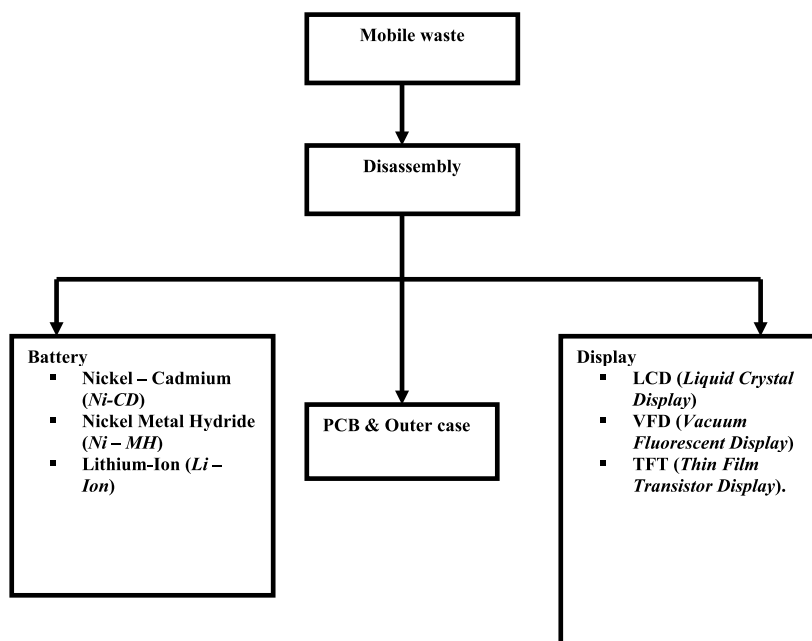 Mobile waste
Disassembly
Battery
▪ Nickel – Cadmium
(Ni-CD)
▪ Nickel Metal Hydride
(Ni – MH)
▪ Lithium-Ion (Li –
Ion)
PCB & Outer case
Display
▪ LCD (Liquid Crystal
Display)
▪ VFD (Vacuum
Fluorescent Display)
▪ TFT (Thin Film
Transistor Display).